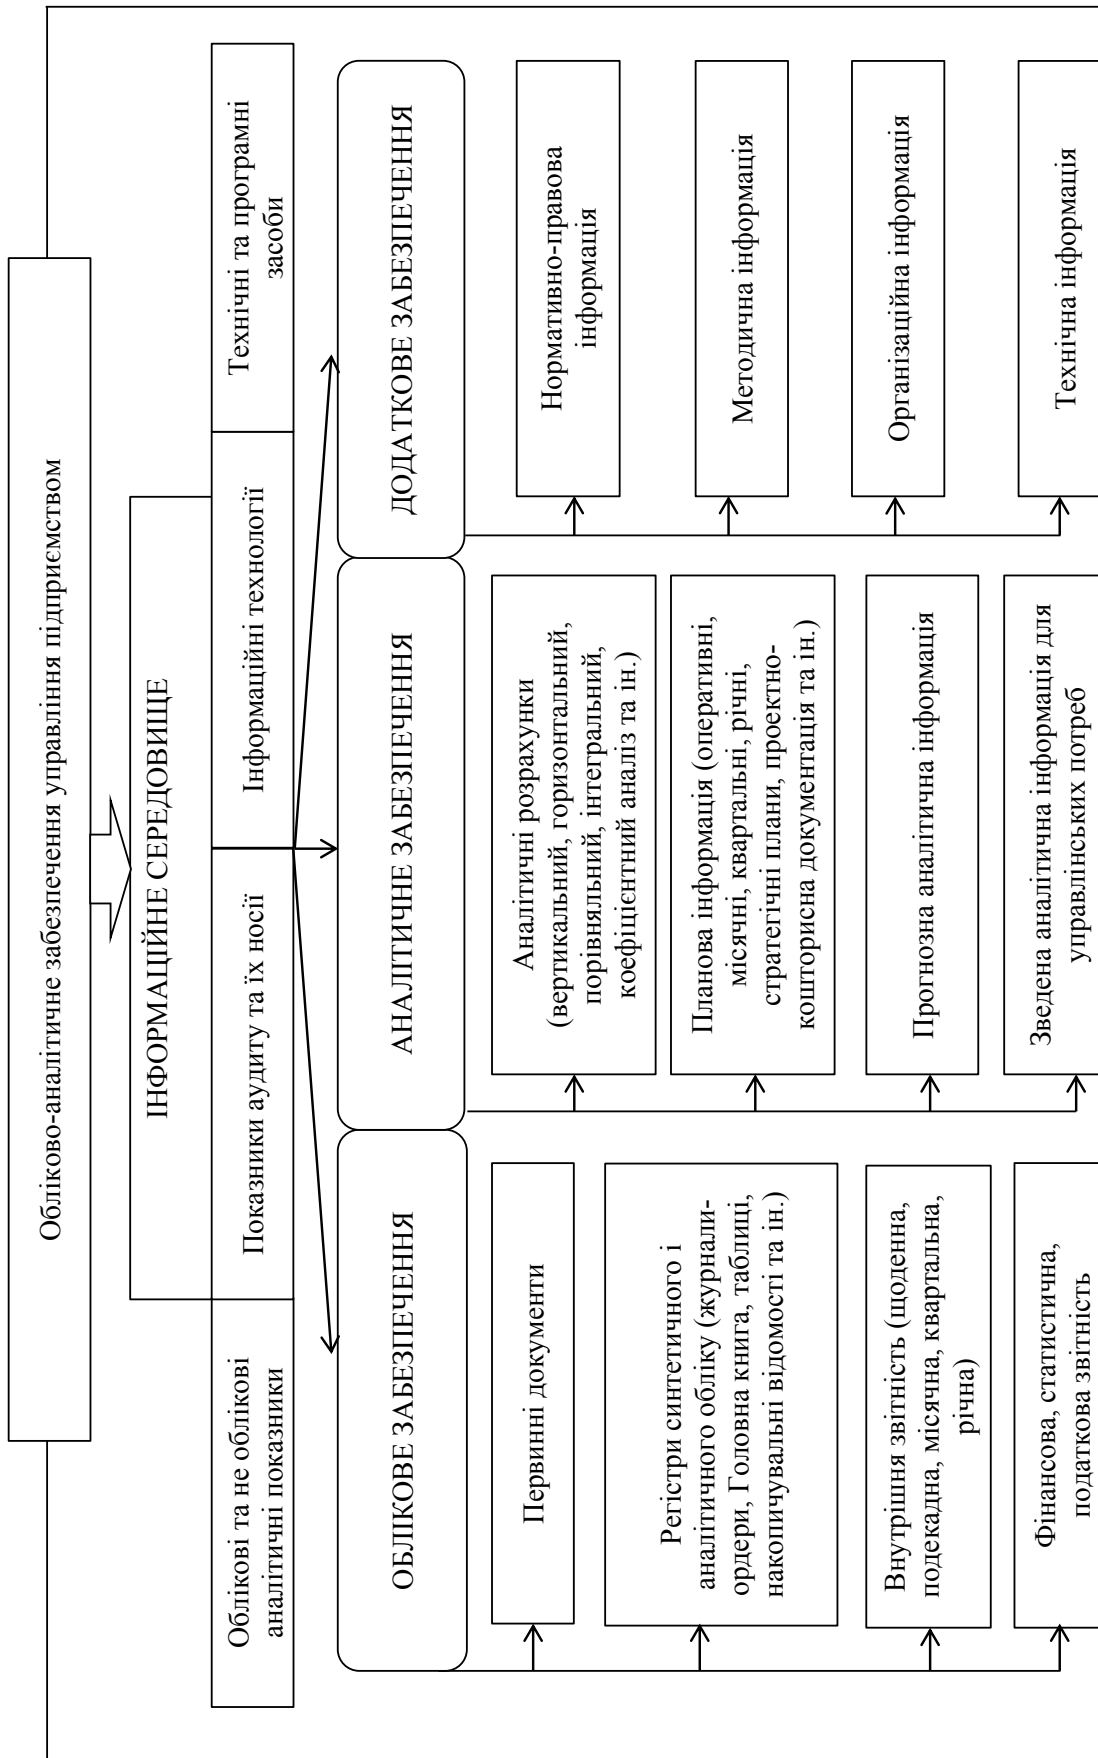 Обліково-аналітичне забезпечення управління підприємством
ІНФОРМАЦІЙНЕ СЕРЕДОВИЩЕ
Облікові та не облікові
аналітичні показники
Показники аудиту та їх носії
Інформаційні технології
Технічні та програмні
засоби
ОБЛІКОВЕ ЗАБЕЗПЕЧЕННЯ
АНАЛІТИЧНЕ ЗАБЕЗПЕЧЕННЯ
ДОДАТКОВЕ ЗАБЕЗПЕЧЕННЯ
Первинні документи
Регістри синтетичного і
аналітичного обліку (журнали-
ордери, Головна книга, таблиці,
накопичувальні відомості та ін.)
Внутрішня звітність (щоденна,
подекадна, місячна, квартальна,
річна)
Фінансова, статистична,
податкова звітність
Аналітичні розрахунки
(вертикальний, горизонтальний,
порівняльний, інтегральний,
коефіцієнтний аналіз та ін.)
Планова інформація (оперативні,
місячні, квартальні, річні,
стратегічні плани, проектно-
кошторисна документація та ін.)
Прогнозна аналітична інформація
Зведена аналітична інформація для
управлінських потреб
Нормативно-правова
інформація
Методична інформація
Організаційна інформація
Технічна інформація